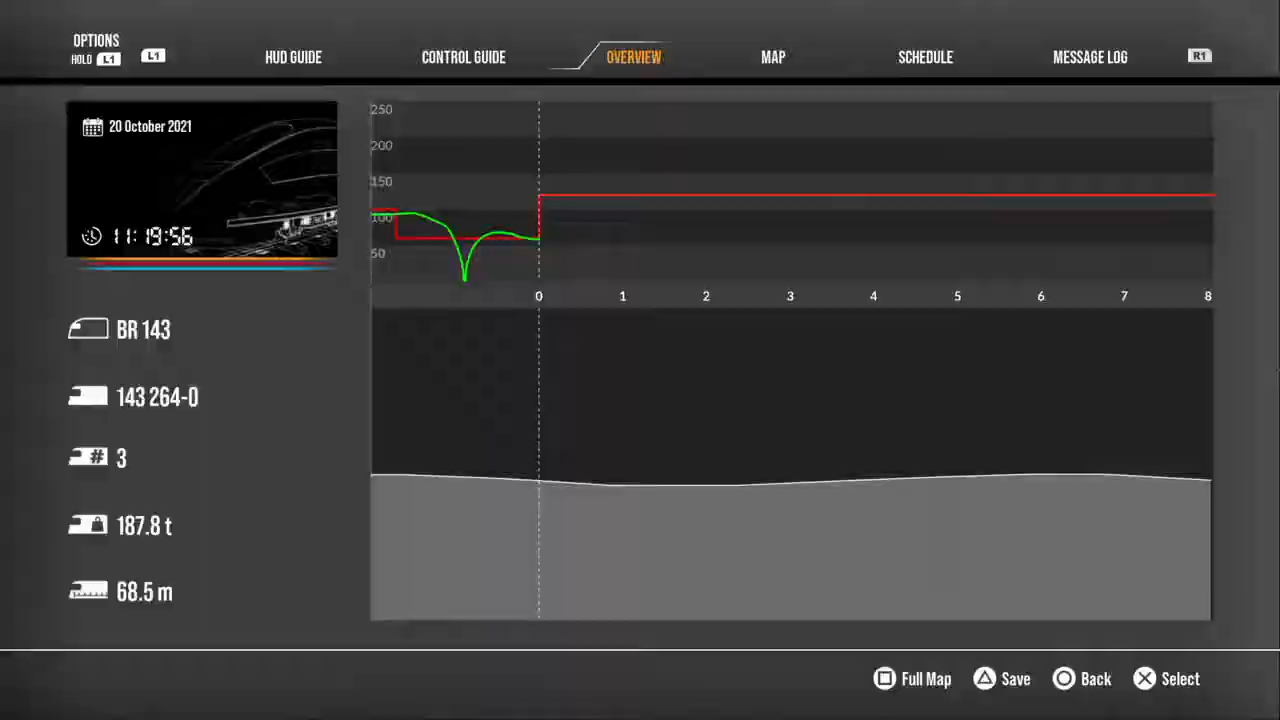 OPTIONS
HOLD L1
L1
HUD GUIDE
CONTROL GUIDE
OVERVIEW
MAP
SCHEDULE
MESSAGE LOG
R1
20 October 2021
11:19:56
BR 143
143 264-0
# 3
187.8 t
68.5 m
250
200
150
100
50
0 1 2 3 4 5 6 7 8
Full Map
Save
Back
Select